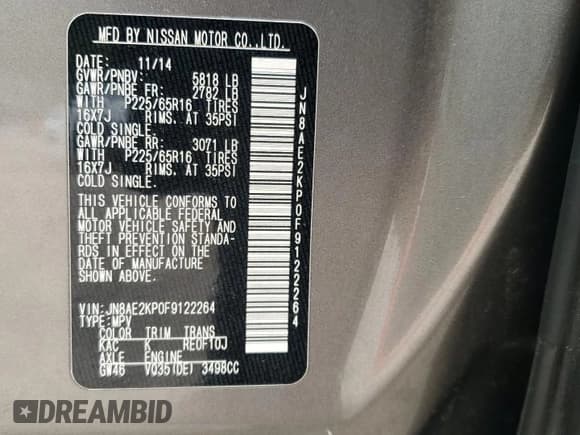 MFD BY NISSAN MOTOR CO.,LTD.
DATE: 11/14
GVWR/PNBV: 5818 LB
GAWR/PNBE FR: 2782 LB
WITH P225/65R16 TIRES
16X7J RIMS. AT 35PSI
COLD SINGLE.
GAWR/PNBE RR: 3071 LB
WITH P225/65R16 TIRES
16X7J RIMS. AT 35PSI
COLD SINGLE.
THIS VEHICLE CONFORMS TO
ALL APPLICABLE FEDERAL
MOTOR VEHICLE SAFETY AND
THEFT PREVENTION STANDA-
RDS IN EFFECT ON THE
DATE OF MANUFACTURE
SHOWN ABOVE.
VIN: JN8AE2KP0F9122264
TYPE: MPV
COLOR TRIM TRANS
KAC K RE0F10J
AXLE ENGINE
GW46 VQ35(DE) 3498CC
JN8AE2KP0F9122264
DREAMBID